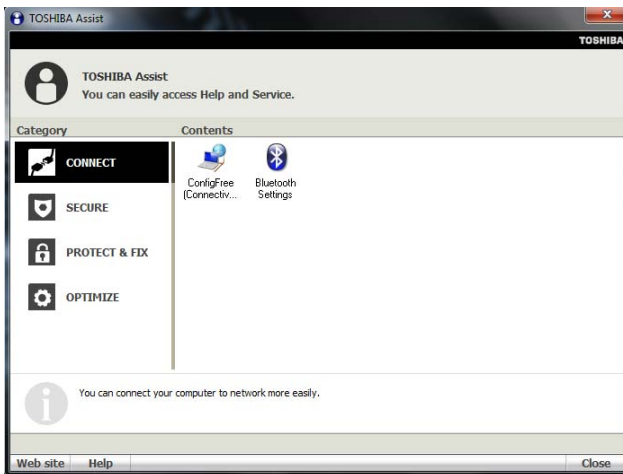 TOSHIBA Assist
TOSHIBA
TOSHIBA Assist
You can easily access Help and Service.
Category
Contents
CONNECT
SECURE
PROTECT & FIX
OPTIMIZE
ConfigFree
(Connectiv...
Bluetooth
Settings
You can connect your computer to network more easily.
Web site
Help
Close